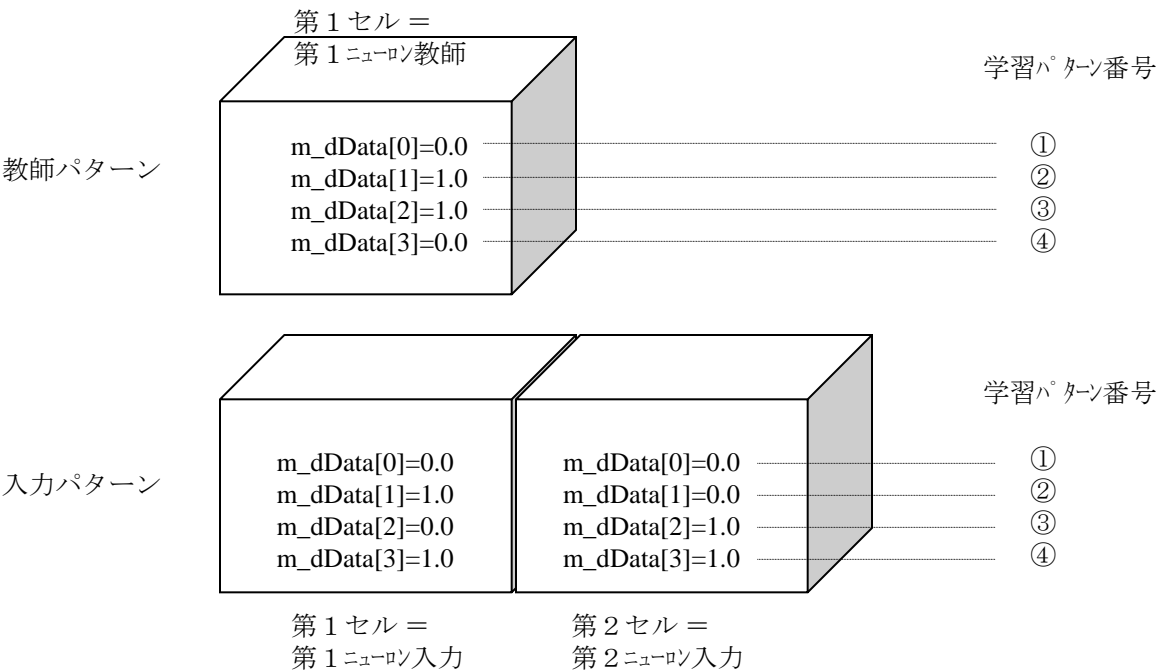 第１セル＝
第１ﾆｭｰﾛﾝ教師
学習ﾊﾟﾀｰﾝ番号
教師パターン
m_dData[0]=0.0 ①
m_dData[1]=1.0 ②
m_dData[2]=1.0 ③
m_dData[3]=0.0 ④
学習ﾊﾟﾀｰﾝ番号
入力パターン
m_dData[0]=0.0 m_dData[0]=0.0 ①
m_dData[1]=1.0 m_dData[1]=0.0 ②
m_dData[2]=0.0 m_dData[2]=1.0 ③
m_dData[3]=1.0 m_dData[3]=1.0 ④
第１セル＝ 第２セル＝
第１ﾆｭｰﾛﾝ入力 第２ﾆｭｰﾛﾝ入力